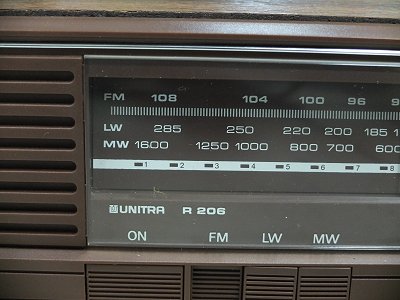 FM 108 104 100 96
LW 285 250 220 200 185
MW 1600 1250 1000 800 700 600
1 2 3 4 5 6 7 8
UNITRA R 206
ON FM LW MW